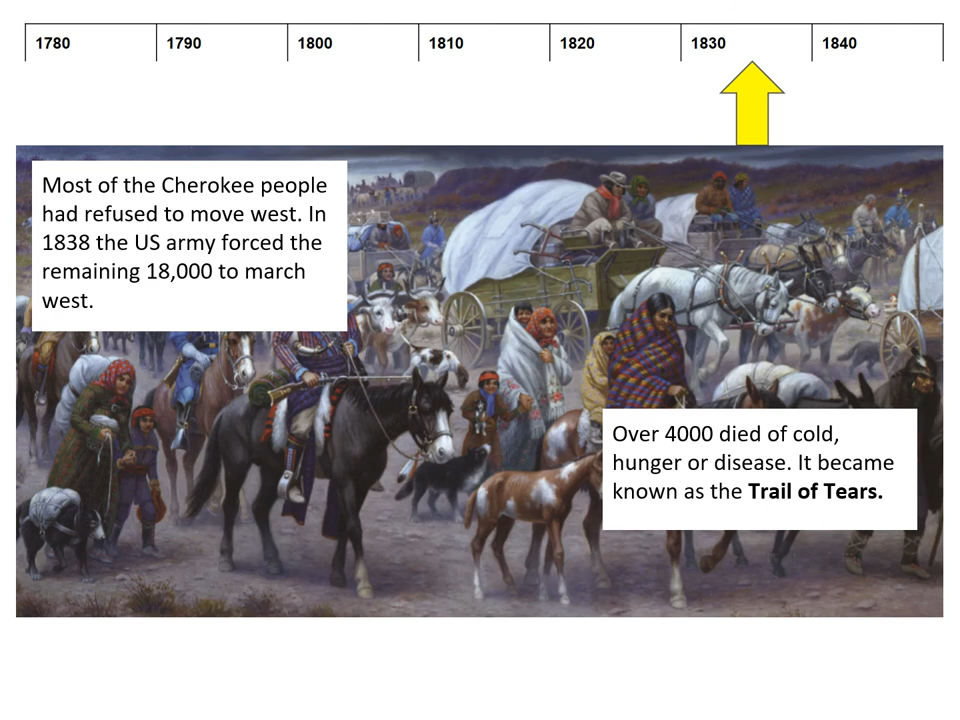 1780 1790 1800 1810 1820 1830 1840
Most of the Cherokee people
had refused to move west. In
1838 the US army forced the
remaining 18,000 to march
west.
Over 4000 died of cold,
hunger or disease. It became
known as the Trail of Tears.